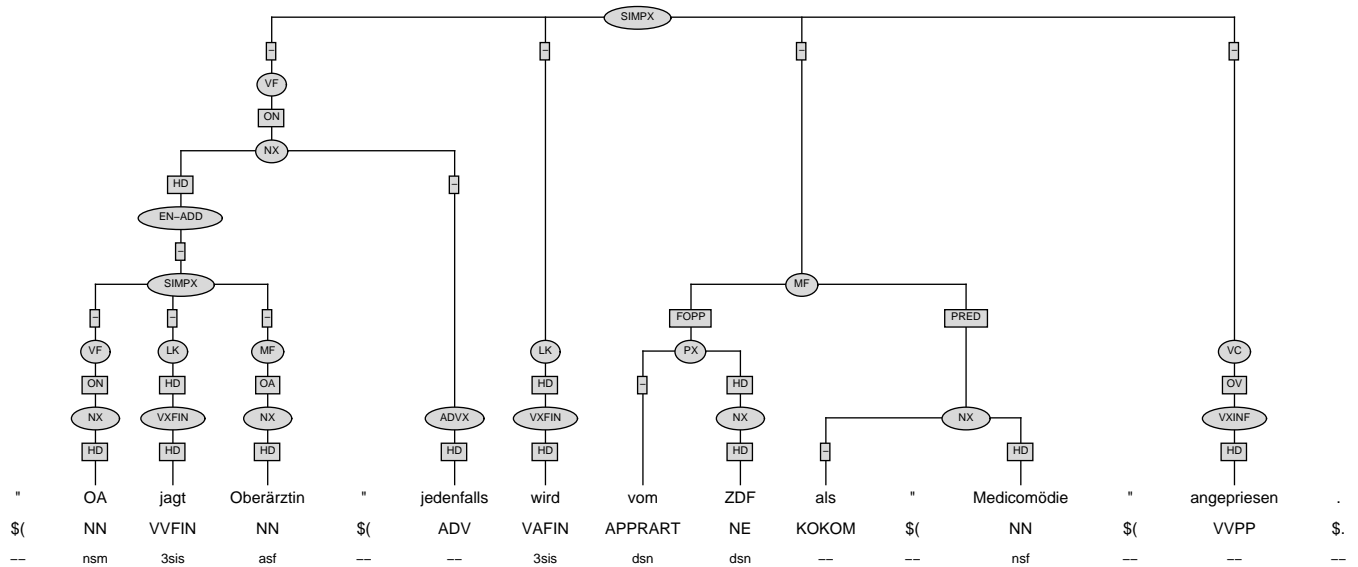 SIMPX
– – – –
VF
ON
NX
HD –
EN–ADD
–
SIMPX MF
– – – FOPP PRED
VF LK MF LK PX VC
ON HD OA HD – HD OV
NX VXFIN NX ADVX VXFIN NX NX VXINF
HD HD HD HD HD HD – HD HD
" OA jagt Oberärztin " jedenfalls wird vom ZDF als " Medicomödie " angepriesen .
$( NN VVFIN NN $( ADV VAFIN APPRART NE KOKOM $( NN $( VVPP $.
–– nsm 3sis asf –– –– 3sis dsn dsn –– –– nsf –– –– ––